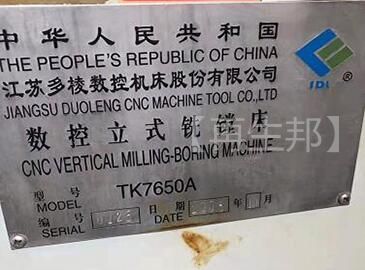 中华人民共和国
THE PEOPLE'S REPUBLIC OF CHINA
江苏多棱数控机床股份有限公司
JIANGSU DUOLENG CNC MACHINE TOOL CO.,LTD
JDL ®
数控立式铣镗床
CNC VERTICAL MILLING-BORING MACHINE
型号
MODEL TK7650A
编号 日期 年 月
SERIAL DATE